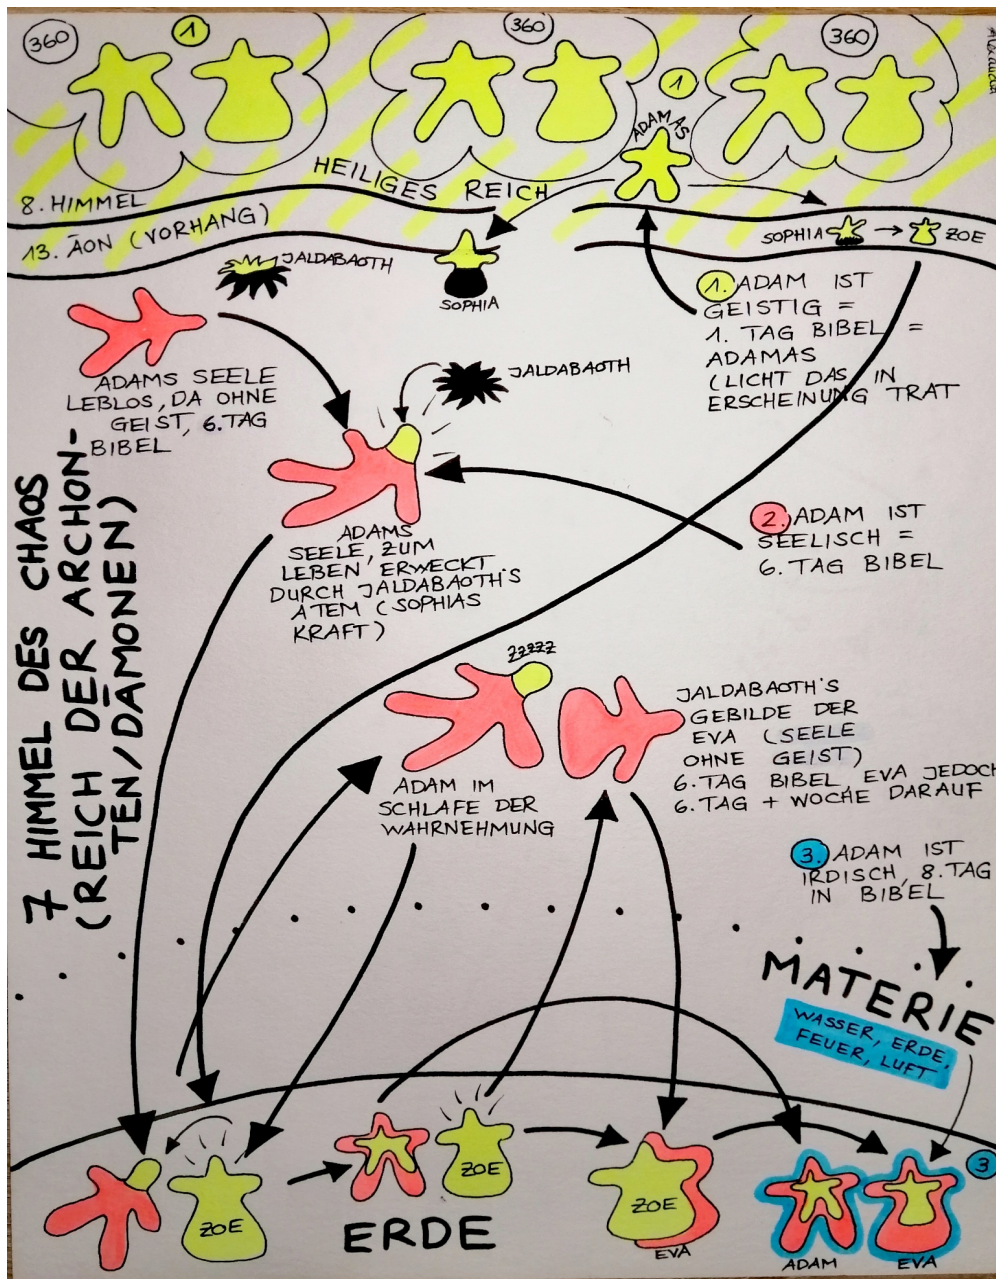 360
1
360
360
1
ADAMAS
HEILIGES REICH
8. HIMMEL
13. ÄON (VORHANG)
SOPHIA
ZOE
JALDABAOTH
SOPHIA
1. ADAM IST
GEISTIG =
1. TAG BIBEL =
ADAMAS
(LICHT DAS IN
ERSCHEINUNG TRAT
ADAMS SEELE
LEBLOS, DA OHNE
GEIST, 6. TAG
BIBEL
JALDABAOTH
7 HIMMEL DES CHAOS
(REICH DER ARCHON-
TEN/DÄMONEN)
2. ADAM IST
SEELISCH =
6. TAG BIBEL
ADAMS
SEELE, ZUM
LEBEN ERWECKT
DURCH JALDABAOTH'S
ATEM (SOPHIAS
KRAFT)
ZZZZZ
JALDABAOTH'S
GEBILDE DER
EVA (SEELE
OHNE GEIST)
6. TAG BIBEL, EVA JEDOCH
6. TAG + WOCHE DARAUF
ADAM IM
SCHLAFE DER
WAHRNEHMUNG
3. ADAM IST
IRDISCH, 8. TAG
IN BIBEL
MATERIE
WASSER, ERDE,
FEUER, LUFT
ZOE
ZOE
ZOE
EVA
3
ERDE
ADAM
EVA